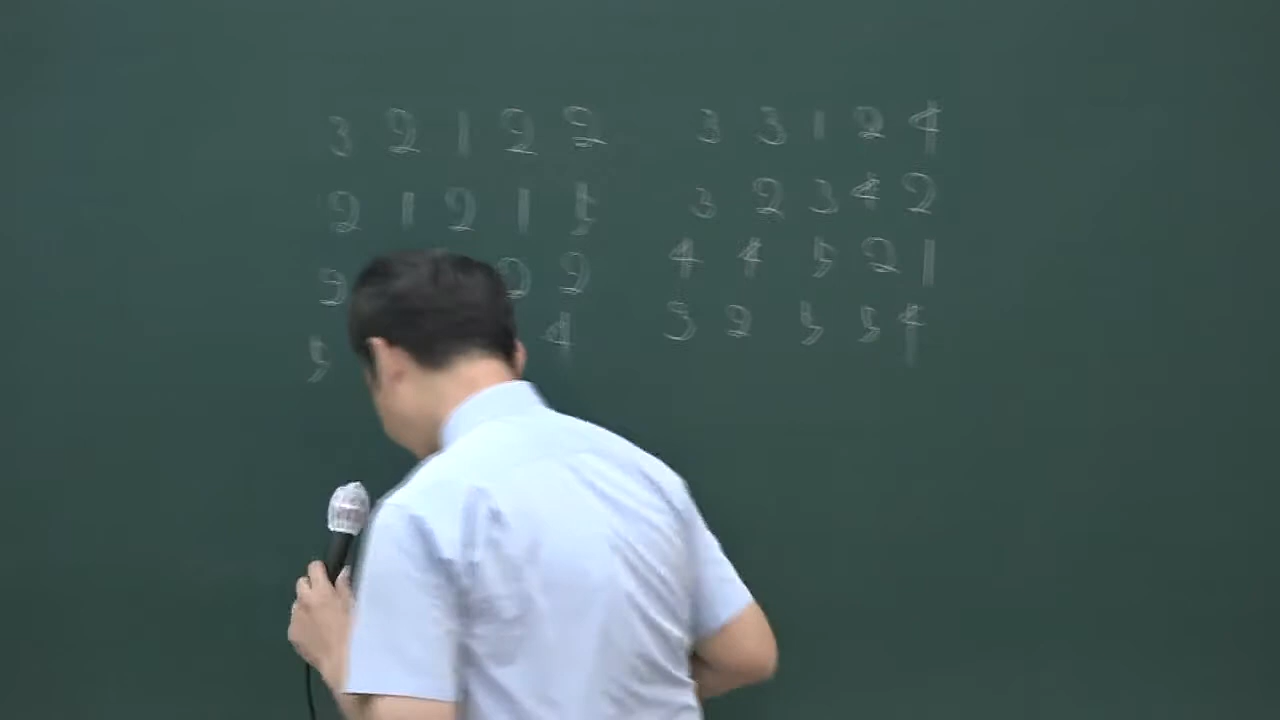 3 2 1 2 2
2 1 2 1 5
2 2 2
5 4
3 3 1 2 4
3 2 3 4 2
4 4 5 2 1
3 2 5 5 4